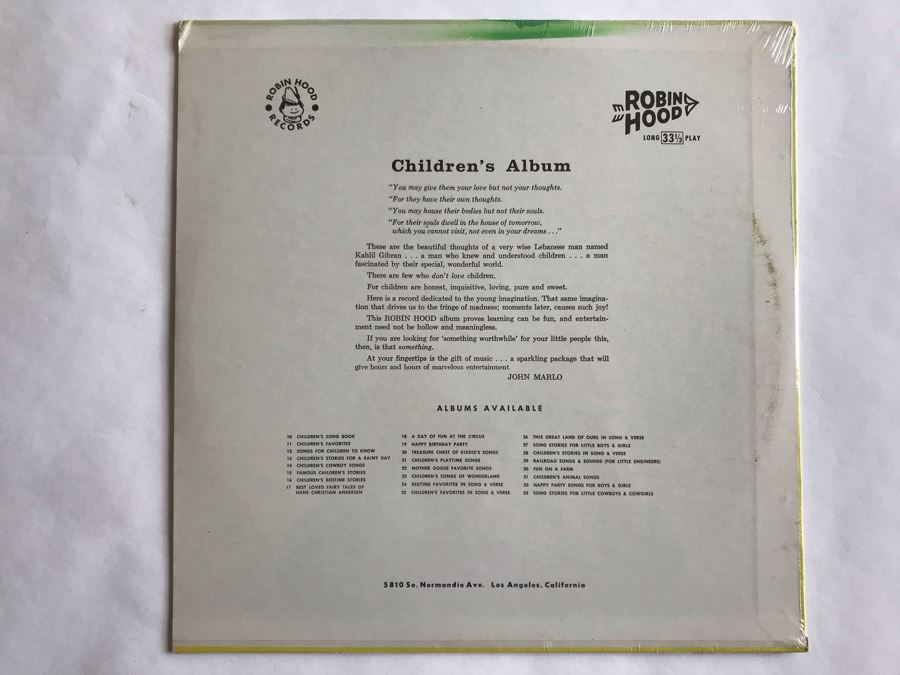 ROBIN HOOD
RECORDS
ROBIN
HOOD
LONG 33⅓ PLAY
Children's Album
"You may give them your love but not your thoughts.
"For they have their own thoughts.
"You may house their bodies but not their souls.
"For their souls dwell in the house of tomorrow,
which you cannot visit, not even in your dreams . . ."
These are the beautiful thoughts of a very wise Lebanese man named
Kahlil Gibran . . . a man who knew and understood children . . . a man
fascinated by their special, wonderful world.
There are few who don't love children.
For children are honest, inquisitive, loving, pure and sweet.
Here is a record dedicated to the young imagination. That same imagina-
tion that drives us to the fringe of madness; moments later, causes such joy!
This ROBIN HOOD album proves learning can be fun, and entertain-
ment need not be hollow and meaningless.
If you are looking for 'something worthwhile' for your little people this,
then, is that something.
At your fingertips is the gift of music . . . a sparkling package that will
give hours and hours of marvelous entertainment.
JOHN MARLO
ALBUMS AVAILABLE
10 CHILDREN'S SONG BOOK
11 CHILDREN'S FAVORITES
12 SONGS FOR CHILDREN TO KNOW
13 CHILDREN'S STORIES FOR A RAINY DAY
14 CHILDREN'S COWBOY SONGS
15 FAMOUS CHILDREN'S STORIES
16 CHILDREN'S BEDTIME STORIES
17 BEST LOVED FAIRY TALES OF
HANS CHRISTIAN ANDERSEN
18 A DAY OF FUN AT THE CIRCUS
19 HAPPY BIRTHDAY PARTY
20 TREASURE CHEST OF KIDDIE'S SONGS
21 CHILDREN'S PLAYTIME SONGS
22 MOTHER GOOSE FAVORITE SONGS
23 CHILDREN'S SONGS OF WONDERLAND
24 BEDTIME FAVORITES IN SONG & VERSE
25 CHILDREN'S FAVORITES IN SONG & VERSE
26 THIS GREAT LAND OF OURS IN SONG & VERSE
27 SONG STORIES FOR LITTLE BOYS & GIRLS
28 CHILDREN'S STORIES IN SONG & VERSE
29 RAILROAD SONGS & SOUNDS (FOR LITTLE ENGINEERS)
30 FUN ON A FARM
31 CHILDREN'S ANIMAL SONGS
32 HAPPY PARTY SONGS FOR BOYS & GIRLS
33 SONG STORIES FOR LITTLE COWBOYS & COWGIRLS
5810 So. Normandie Ave. Los Angeles, California